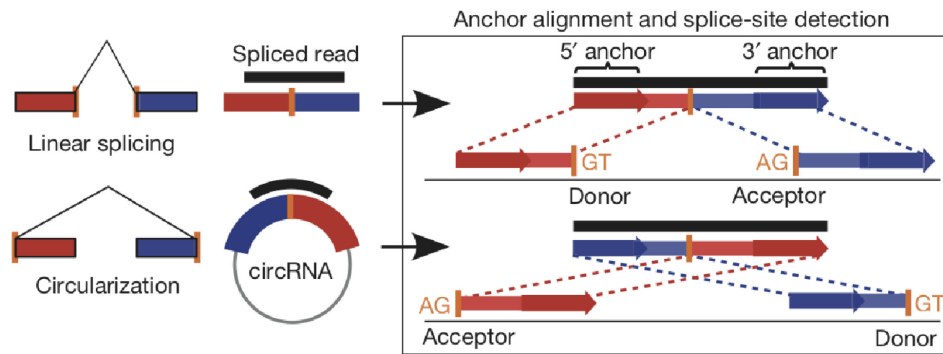 Anchor alignment and splice-site detection
Spliced read
5′ anchor
3′ anchor
Linear splicing
GT
AG
Donor
Acceptor
circRNA
Circularization
AG
GT
Acceptor
Donor